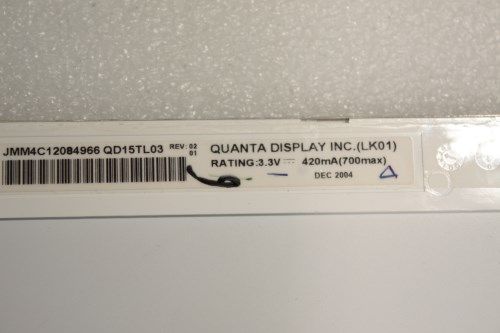 JMM4C12084966 QD15TL03 REV: 02
01
QUANTA DISPLAY INC.(LK01)
RATING:3.3V ⎓ 420mA(700max)
DEC 2004